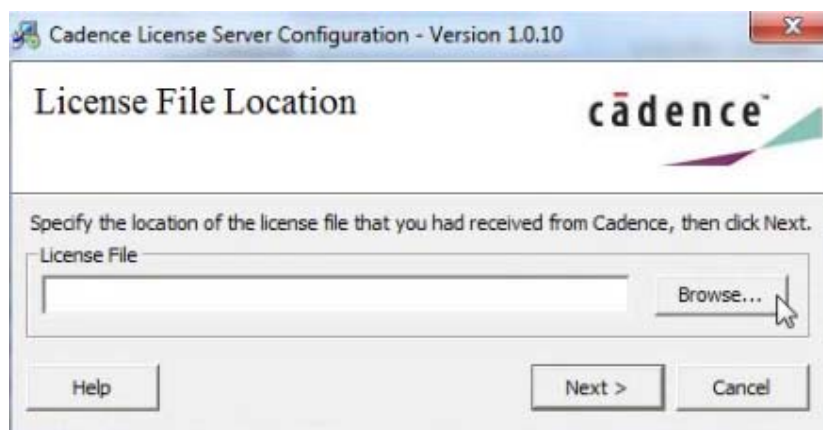 Cadence License Server Configuration - Version 1.0.10
License File Location
cādence™
Specify the location of the license file that you had received from Cadence, then click Next.
License File
Browse...
Help
Next >
Cancel